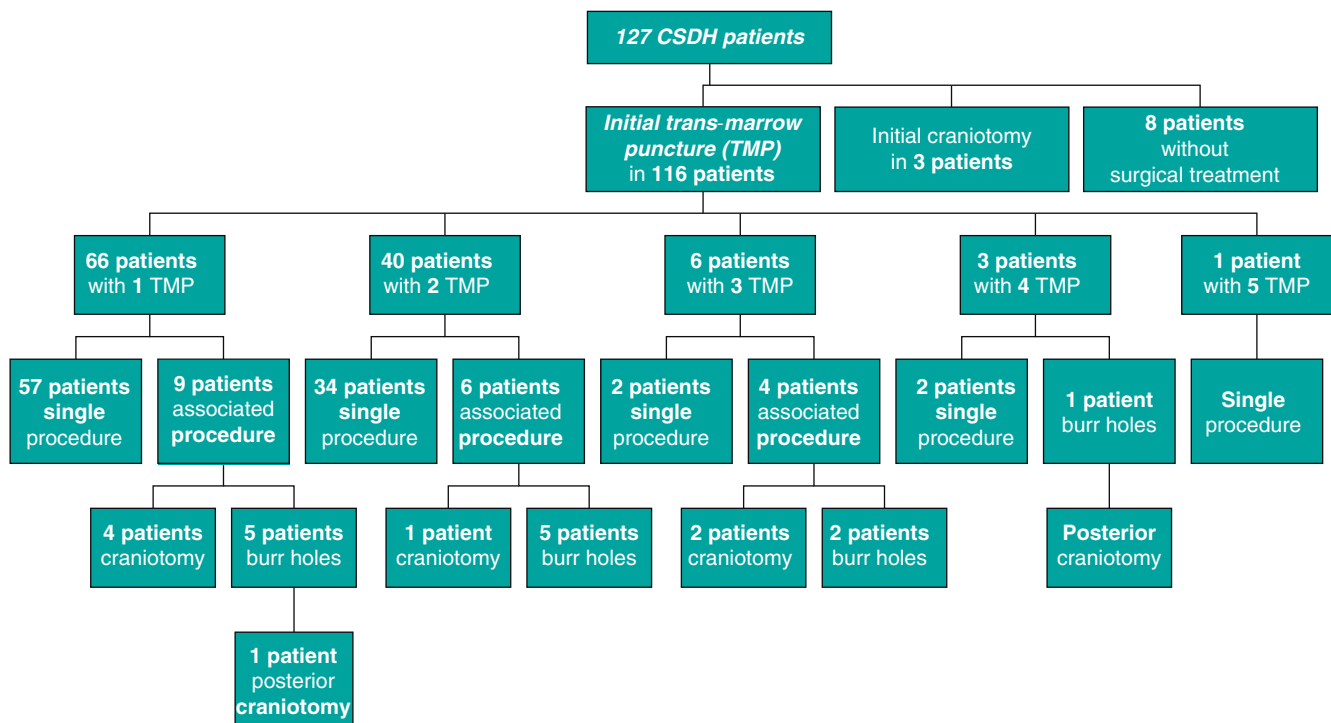 127 CSDH patients
Initial trans-marrow
puncture (TMP)
in 116 patients
Initial craniotomy
in 3 patients
8 patients
without
surgical treatment
66 patients
with 1 TMP
40 patients
with 2 TMP
6 patients
with 3 TMP
3 patients
with 4 TMP
1 patient
with 5 TMP
57 patients
single
procedure
9 patients
associated
procedure
34 patients
single
procedure
6 patients
associated
procedure
2 patients
single
procedure
4 patients
associated
procedure
2 patients
single
procedure
1 patient
burr holes
Single
procedure
4 patients
craniotomy
5 patients
burr holes
1 patient
craniotomy
5 patients
burr holes
2 patients
craniotomy
2 patients
burr holes
Posterior
craniotomy
1 patient
posterior
craniotomy